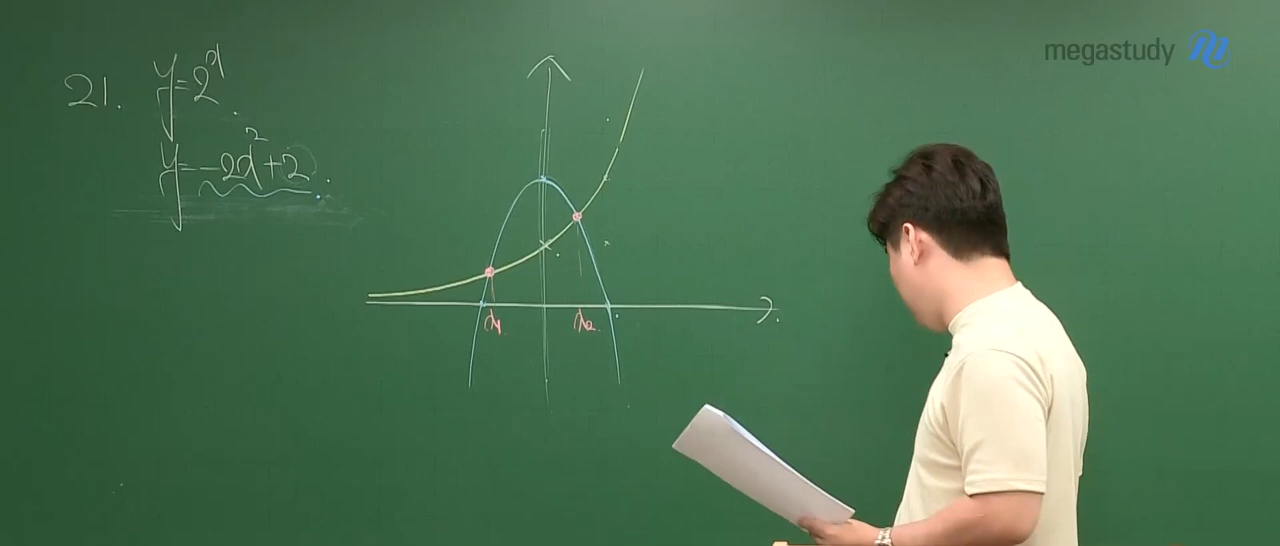 megastudy
21. y=2^x
y=-2x^2+2
x1
x2